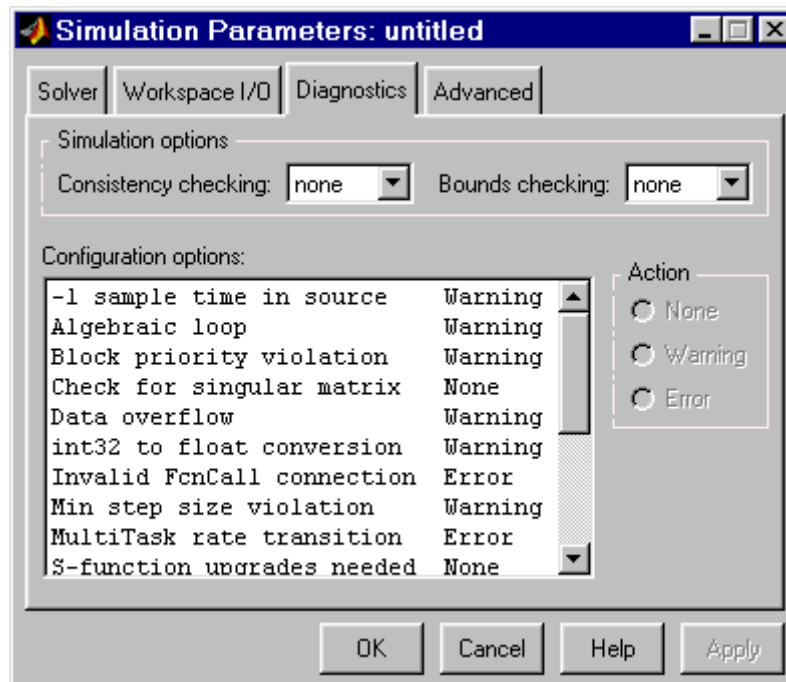 Simulation Parameters: untitled
Solver Workspace I/O Diagnostics Advanced
Simulation options
Consistency checking: none Bounds checking: none
Configuration options:
-1 sample time in source Warning
Algebraic loop Warning
Block priority violation Warning
Check for singular matrix None
Data overflow Warning
int32 to float conversion Warning
Invalid FcnCall connection Error
Min step size violation Warning
MultiTask rate transition Error
S-function upgrades needed None
Action
None
Warning
Error
OK Cancel Help Apply